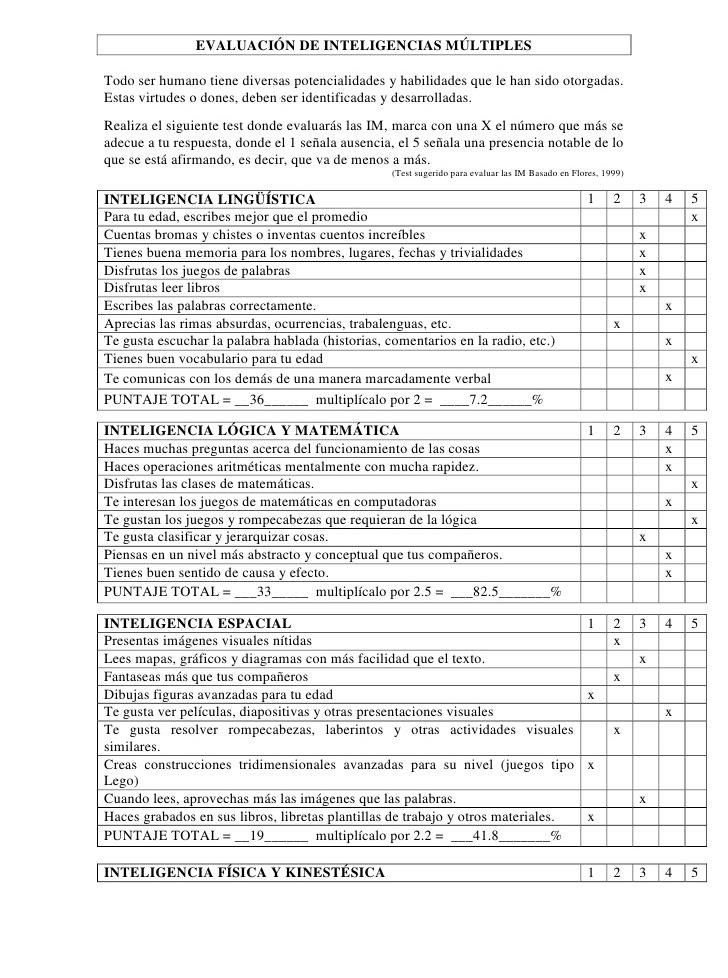 EVALUACIÓN DE INTELIGENCIAS MÚLTIPLES
Todo ser humano tiene diversas potencialidades y habilidades que le han sido otorgadas.
Estas virtudes o dones, deben ser identificadas y desarrolladas.
Realiza el siguiente test donde evaluarás las IM, marca con una X el número que más se
adecue a tu respuesta, donde el 1 señala ausencia, el 5 señala una presencia notable de lo
que se está afirmando, es decir, que va de menos a más.
(Test sugerido para evaluar las IM Basado en Flores, 1999)
INTELIGENCIA LINGÜÍSTICA 1 2 3 4 5
Para tu edad, escribes mejor que el promedio x
Cuentas bromas y chistes o inventas cuentos increíbles x
Tienes buena memoria para los nombres, lugares, fechas y trivialidades x
Disfrutas los juegos de palabras x
Disfrutas leer libros x
Escribes las palabras correctamente. x
Aprecias las rimas absurdas, ocurrencias, trabalenguas, etc. x
Te gusta escuchar la palabra hablada (historias, comentarios en la radio, etc.) x
Tienes buen vocabulario para tu edad x
Te comunicas con los demás de una manera marcadamente verbal x
PUNTAJE TOTAL = __36______ multiplícalo por 2 = ____7.2______%
INTELIGENCIA LÓGICA Y MATEMÁTICA 1 2 3 4 5
Haces muchas preguntas acerca del funcionamiento de las cosas x
Haces operaciones aritméticas mentalmente con mucha rapidez. x
Disfrutas las clases de matemáticas. x
Te interesan los juegos de matemáticas en computadoras x
Te gustan los juegos y rompecabezas que requieran de la lógica x
Te gusta clasificar y jerarquizar cosas. x
Piensas en un nivel más abstracto y conceptual que tus compañeros. x
Tienes buen sentido de causa y efecto. x
PUNTAJE TOTAL = ___33_____ multiplícalo por 2.5 = ___82.5_______%
INTELIGENCIA ESPACIAL 1 2 3 4 5
Presentas imágenes visuales nítidas x
Lees mapas, gráficos y diagramas con más facilidad que el texto. x
Fantaseas más que tus compañeros x
Dibujas figuras avanzadas para tu edad x
Te gusta ver películas, diapositivas y otras presentaciones visuales x
Te gusta resolver rompecabezas, laberintos y otras actividades visuales x
similares.
Creas construcciones tridimensionales avanzadas para su nivel (juegos tipo x
Lego)
Cuando lees, aprovechas más las imágenes que las palabras. x
Haces grabados en sus libros, libretas plantillas de trabajo y otros materiales. x
PUNTAJE TOTAL = __19______ multiplícalo por 2.2 = ___41.8_______%
INTELIGENCIA FÍSICA Y KINESTÉSICA 1 2 3 4 5